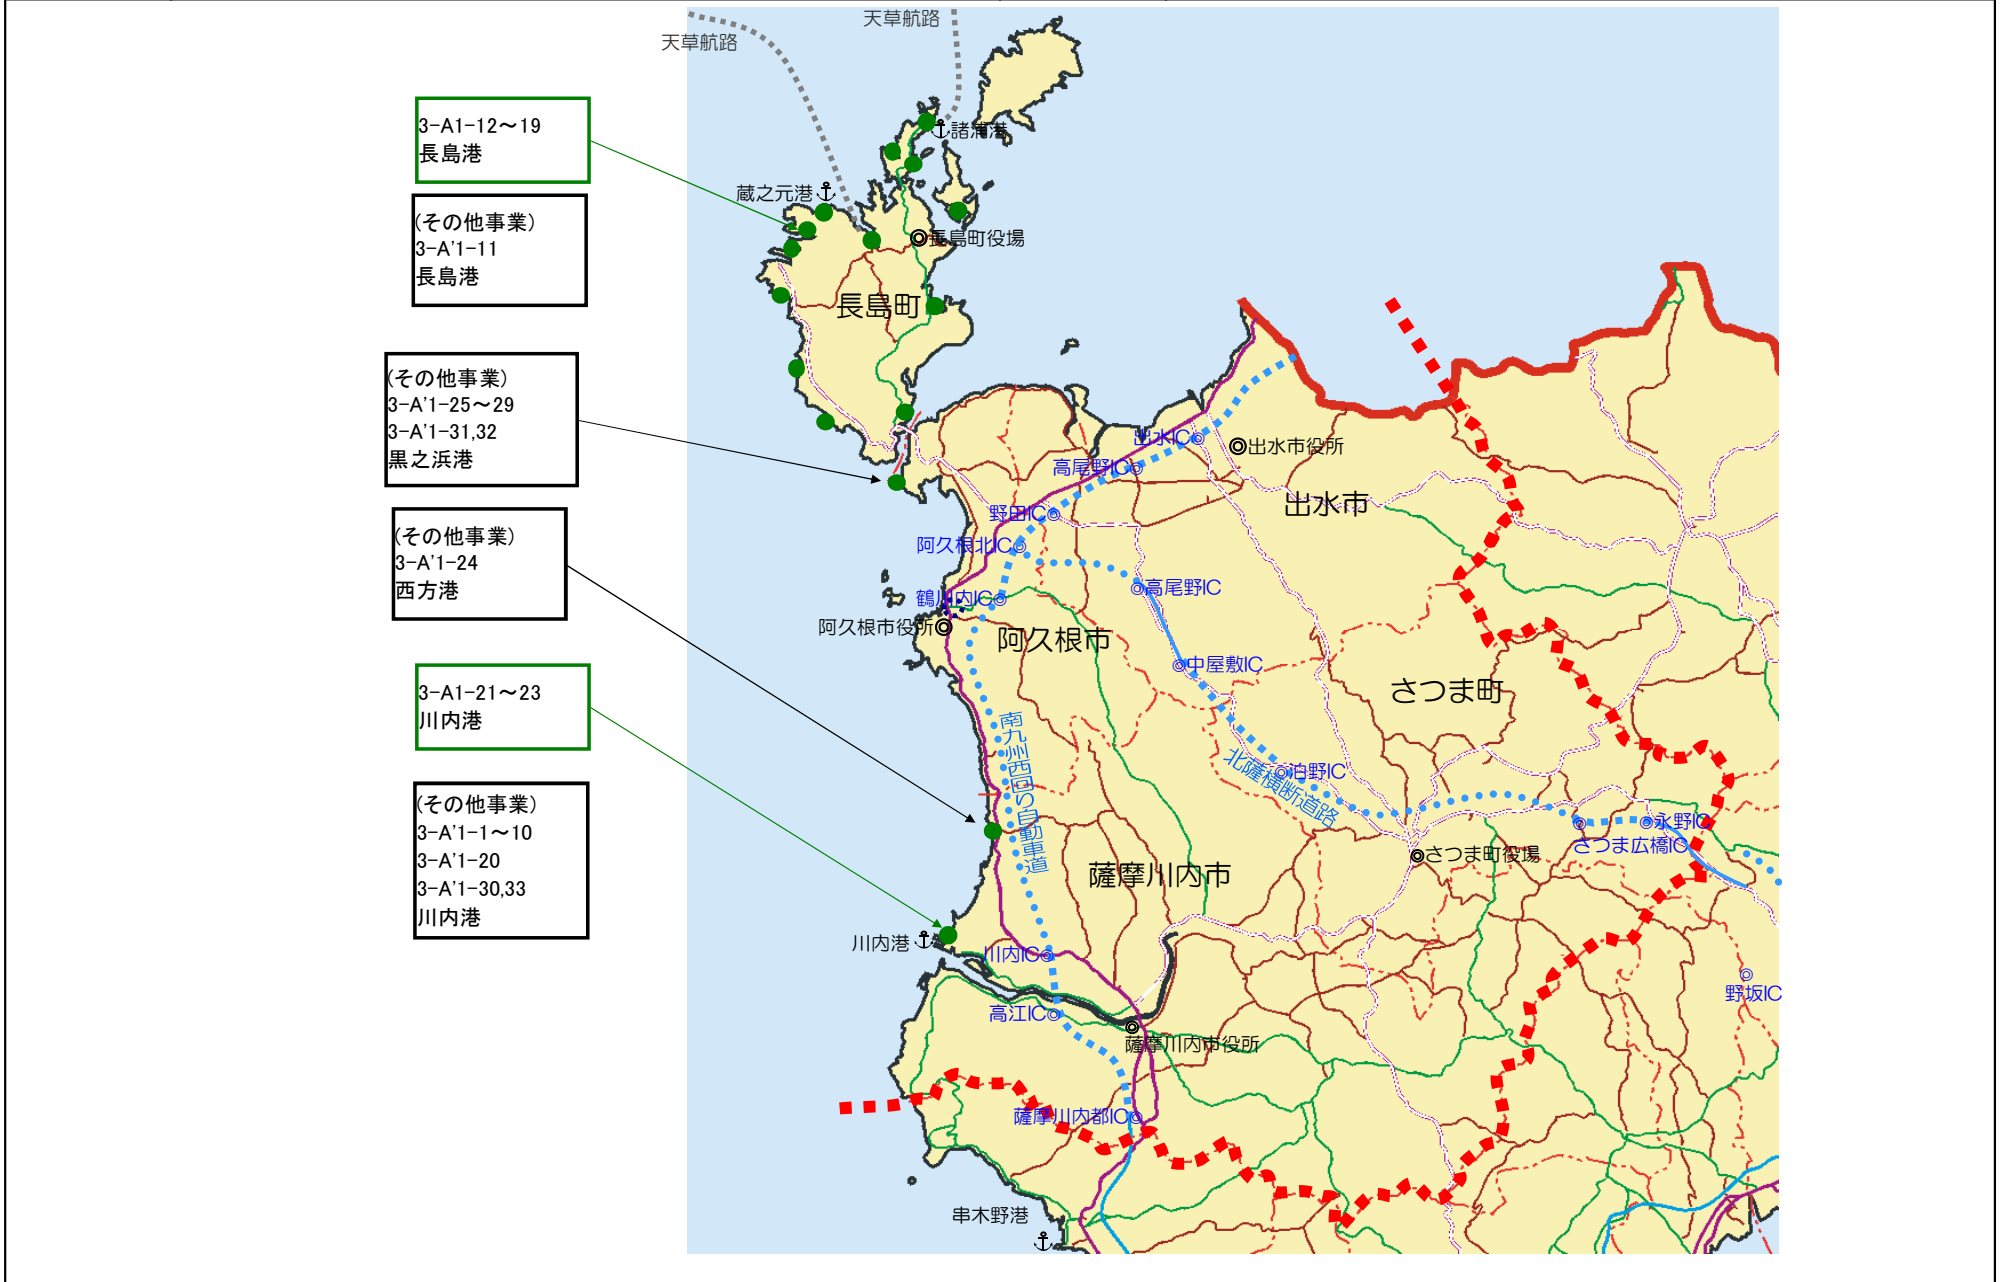 天草航路
天草航路
3-A1-12～19
長島港
(その他事業)
3-A'1-11
長島港
(その他事業)
3-A'1-25～29
3-A'1-31,32
黒之浜港
(その他事業)
3-A'1-24
西方港
3-A1-21～23
川内港
(その他事業)
3-A'1-1～10
3-A'1-20
3-A'1-30,33
川内港
諸浦港
蔵之元港
長島町役場
長島町
出水IC
出水市役所
高尾野IC
出水市
野田IC
阿久根北IC
高尾野IC
鶴川内IC
阿久根市役所
阿久根市
中屋敷IC
さつま町
南九州西回り自動車道
北薩横断道路
泊野IC
永野IC
さつま広橋IC
さつま町役場
薩摩川内市
川内港
川内IC
野坂IC
高江IC
薩摩川内市役所
薩摩川内都IC
串木野港